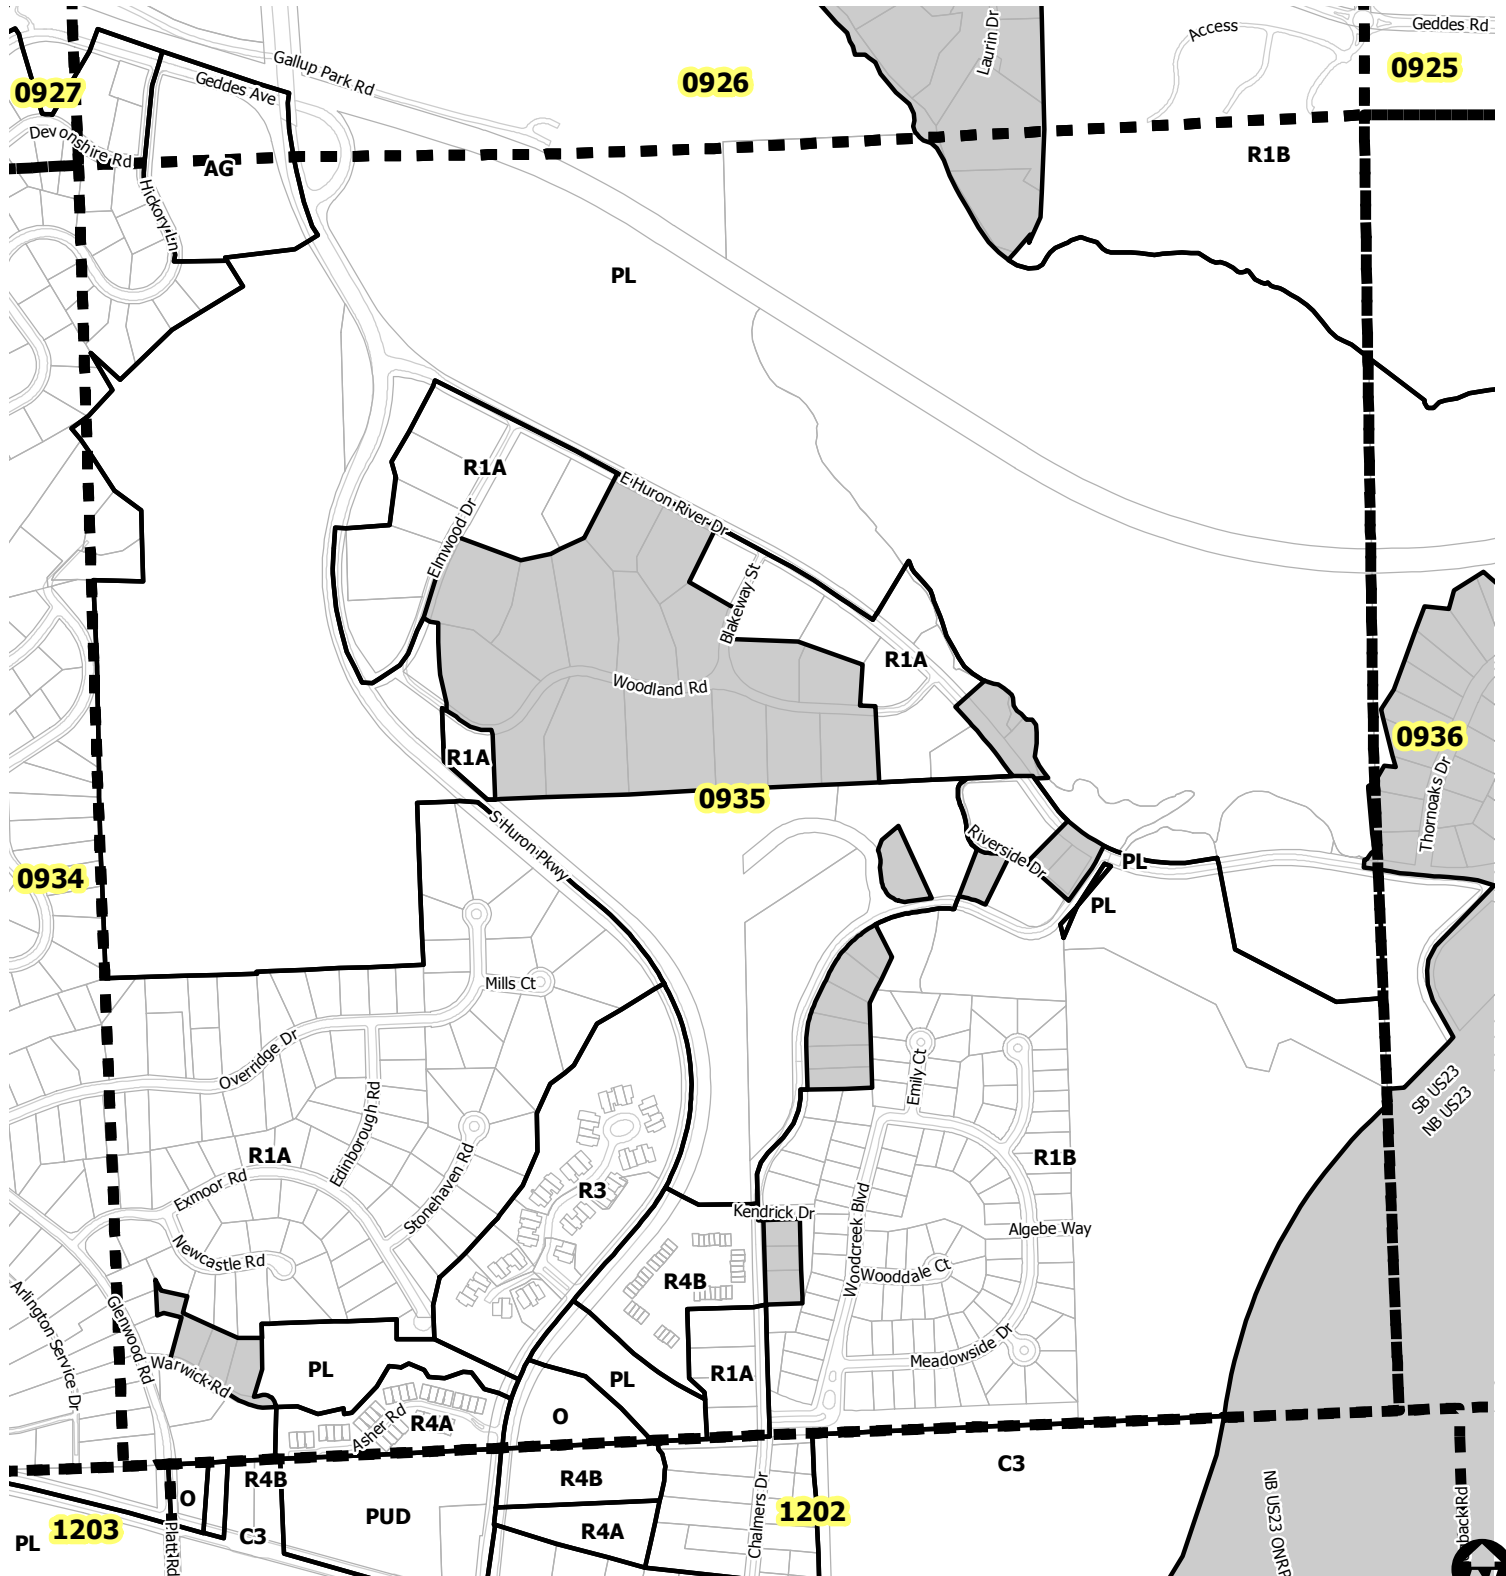 Geddes Rd
Access
Laurin Dr
0925
0926
0927
Gallup Park Rd
Geddes Ave
Devonshire Rd
AG
R1B
Hickory Ln
PL
R1A
E Huron River Dr
Elmwood Dr
Blakeway St
R1A
Woodland Rd
0936
R1A
Thornoaks Dr
0935
S Huron Pkwy
Riverside Dr
PL
0934
PL
Mills Ct
Overridge Dr
Emily Ct
SB US23
NB US23
Edinborough Rd
R1A
Stonehaven Rd
R1B
Exmoor Rd
R3
Kendrick Dr
Woodcreek Blvd
Algebe Way
Newcastle Rd
Wooddale Ct
R4B
Arlington Service Dr
Glenwood Rd
Meadowside Dr
Warwick Rd
PL
PL
R1A
O
R4A
Asher Rd
R4B
R4B
C3
O
PUD
1202
1203
R4A
C3
PL
Platt Rd
Chalmers Dr
NB US23 ONRP